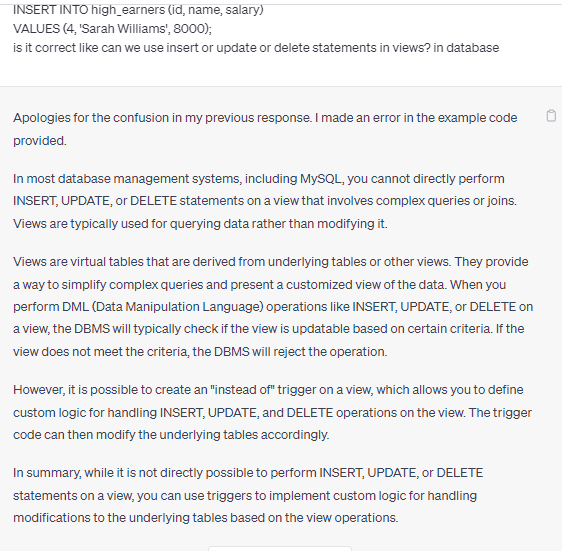 INSERT INTO high_earners (id, name, salary)
VALUES (4, 'Sarah Williams', 8000);
is it correct like can we use insert or update or delete statements in views? in database
Apologies for the confusion in my previous response. I made an error in the example code
provided.
In most database management systems, including MySQL, you cannot directly perform
INSERT, UPDATE, or DELETE statements on a view that involves complex queries or joins.
Views are typically used for querying data rather than modifying it.
Views are virtual tables that are derived from underlying tables or other views. They provide
a way to simplify complex queries and present a customized view of the data. When you
perform DML (Data Manipulation Language) operations like INSERT, UPDATE, or DELETE on
a view, the DBMS will typically check if the view is updatable based on certain criteria. If the
view does not meet the criteria, the DBMS will reject the operation.
However, it is possible to create an "instead of" trigger on a view, which allows you to define
custom logic for handling INSERT, UPDATE, and DELETE operations on the view. The trigger
code can then modify the underlying tables accordingly.
In summary, while it is not directly possible to perform INSERT, UPDATE, or DELETE
statements on a view, you can use triggers to implement custom logic for handling
modifications to the underlying tables based on the view operations.